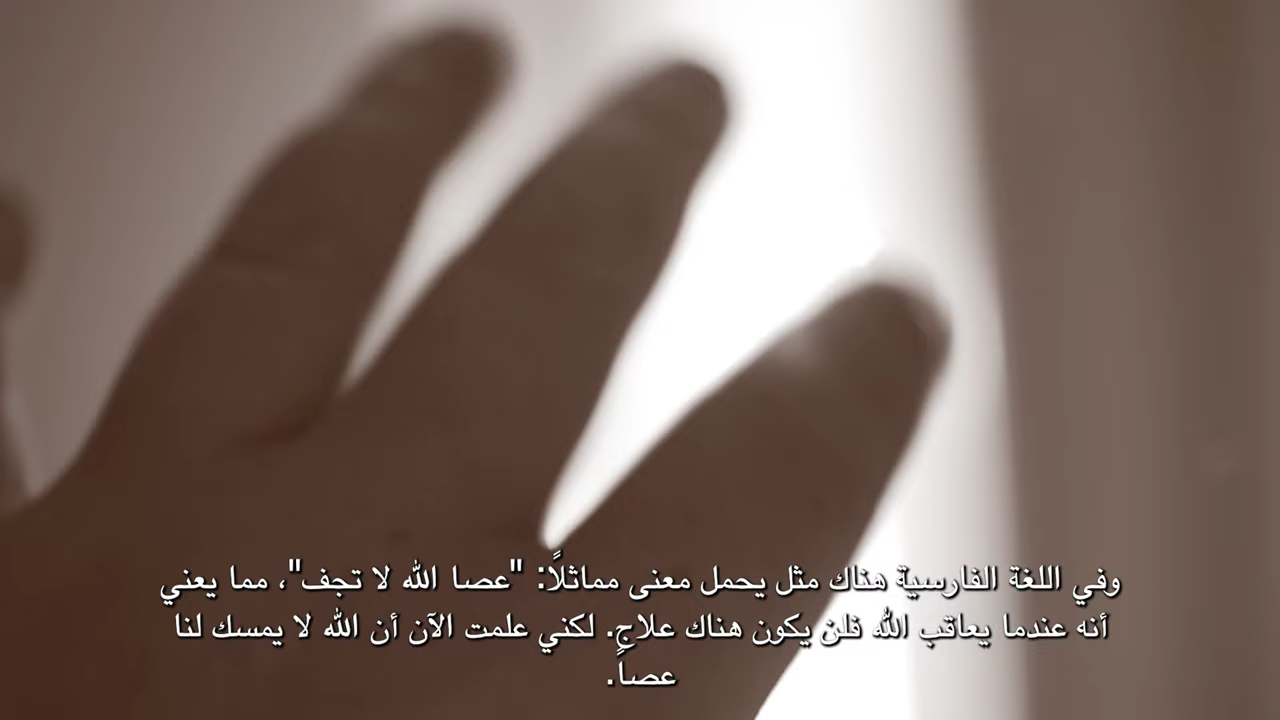 وفي اللغة الفارسية هناك مثل يحمل معنى مماثلاً: "عصا الله لا تجف"، مما يعني
أنه عندما يعاقب الله فلن يكون هناك علاج. لكني علمت الآن أن الله لا يمسك لنا
عصاً.